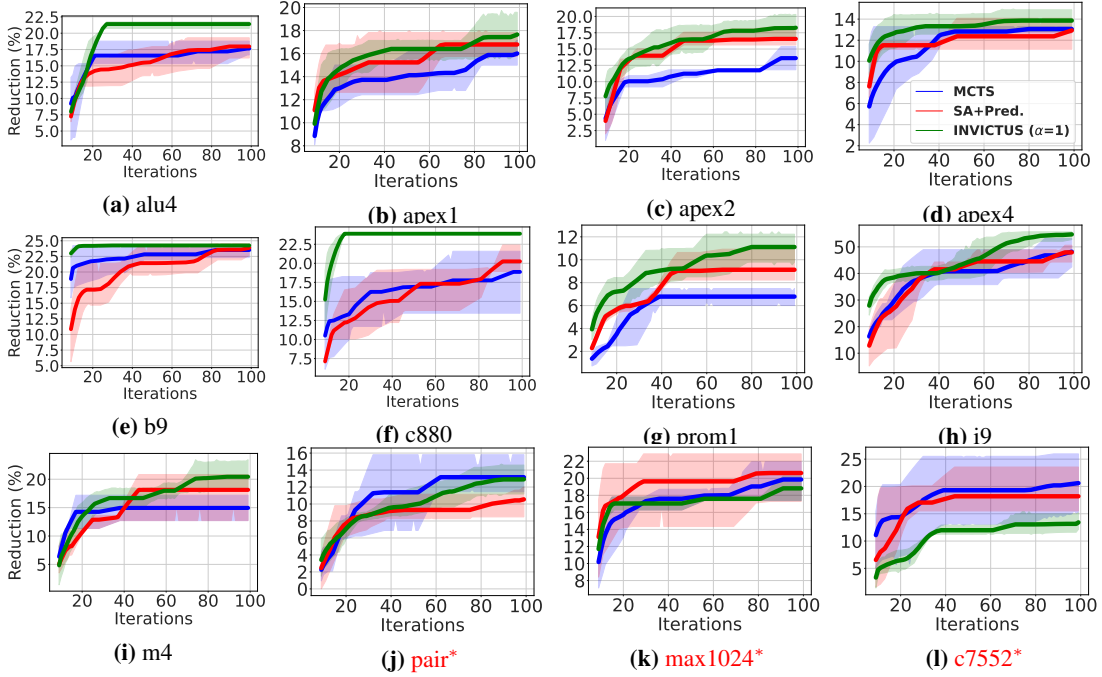 22.5
20.0
17.5
15.0
12.5
10.0
7.5
5.0
Reduction (%)
20 40 60 80 100
Iterations
(a) alu4
20
18
16
14
12
10
8
20 40 60 80 100
Iterations
(b) apex1
20.0
17.5
15.0
12.5
10.0
7.5
5.0
20 40 60 80 100
Iterations
(c) apex2
14
12
10
8
6
4
2
MCTS
SA+Pred.
INVICTUS (α=1)
20 40 60 80 100
Iterations
(d) apex4
25.0
22.5
20.0
17.5
15.0
12.5
10.0
7.5
5.0
Reduction (%)
20 40 60 80 100
Iterations
(e) b9
22.5
20.0
17.5
15.0
12.5
10.0
7.5
20 40 60 80 100
Iterations
(f) c880
12
10
8
6
4
2
20 40 60 80 100
Iterations
(g) prom1
50
40
30
20
10
20 40 60 80 100
Iterations
(h) i9
20
15
10
5
Reduction (%)
20 40 60 80 100
Iterations
(i) m4
16
14
12
10
8
6
4
2
0
20 40 60 80 100
Iterations
(j) pair*
22
20
18
16
14
12
10
8
20 40 60 80 100
Iterations
(k) max1024*
25
20
15
10
5
20 40 60 80 100
Iterations
(l) c7552*